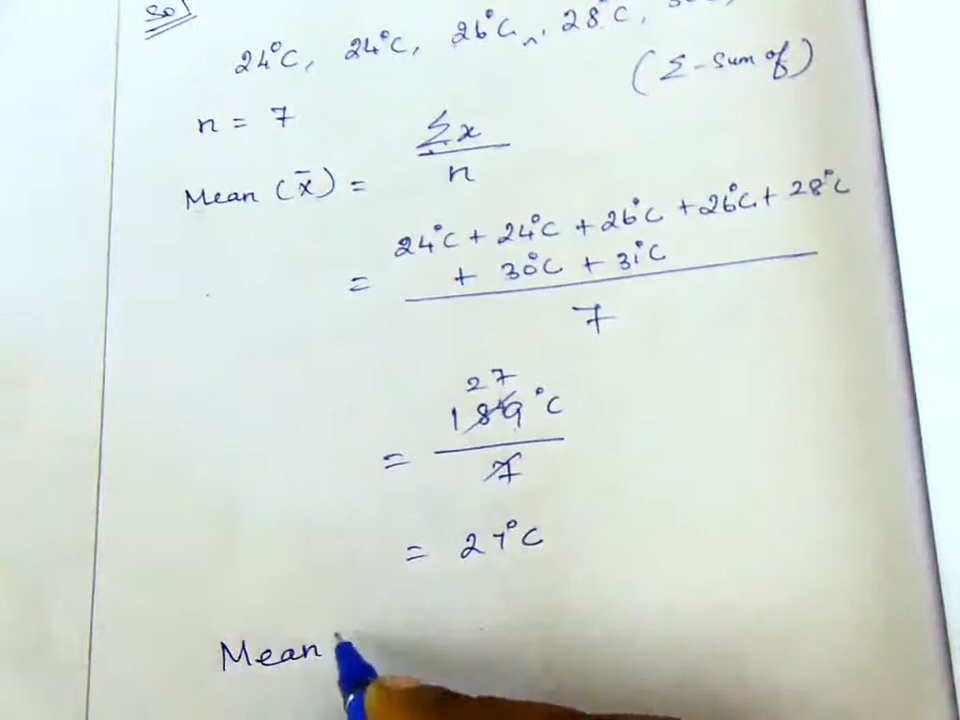 Sol
24°C, 24°C, 26°C, 28°C,
(Σ - Sum of)
n = 7
Mean (x̄) = Σx
n
= 24°C + 24°C + 26°C + 26°C + 28°C
+ 30°C + 31°C
7
27
= 189°C
7
= 27°C
Mean